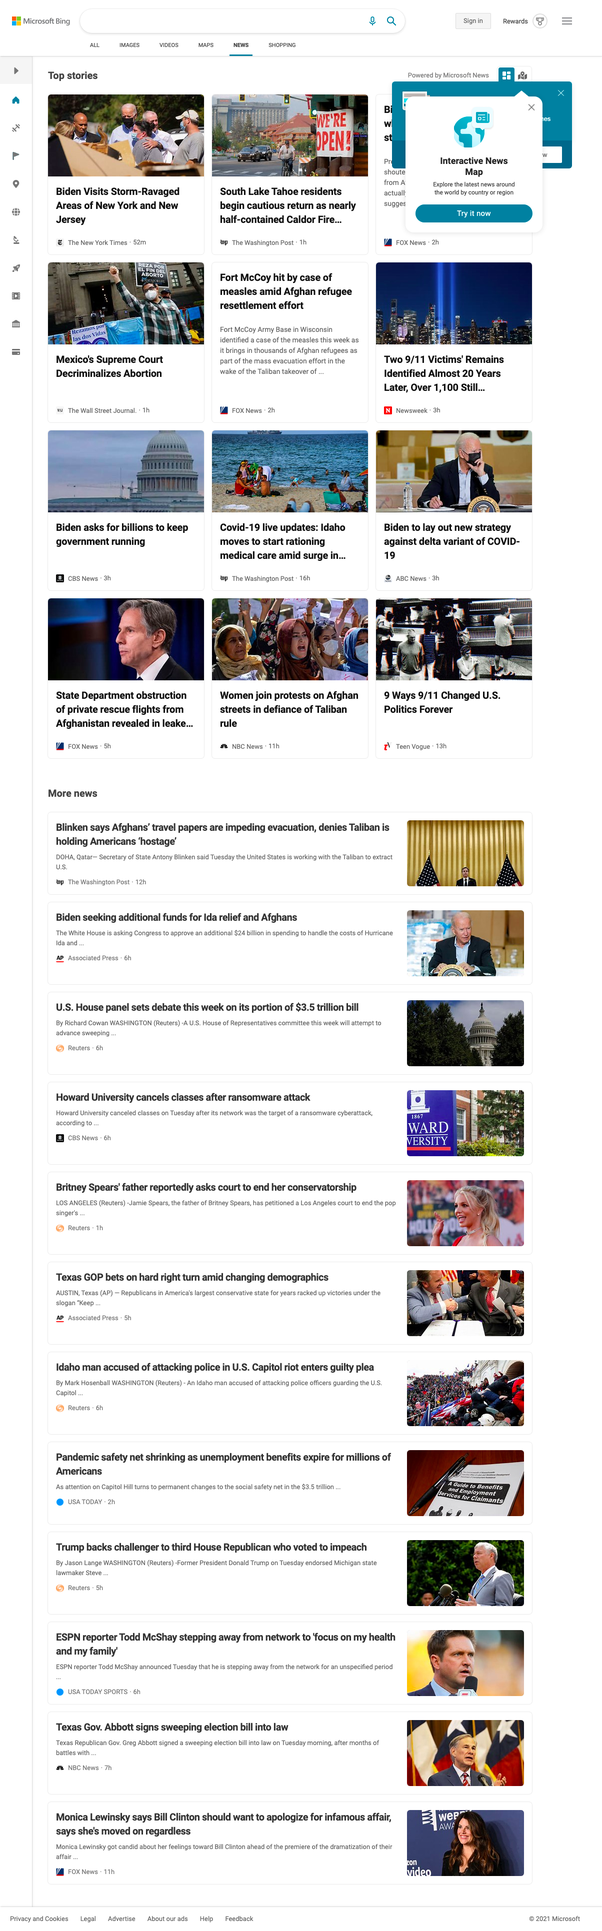 Microsoft Bing
Sign in
Rewards
ALL
IMAGES
VIDEOS
MAPS
NEWS
SHOPPING
Top stories
Powered by Microsoft News
WE'RE
OPEN!
Biden Visits Storm-Ravaged
Areas of New York and New
Jersey
The New York Times · 52m
South Lake Tahoe residents
begin cautious return as nearly
half-contained Caldor Fire…
wp
The Washington Post · 1h
Bi
w
st
Pr
shoute
from A
actually
sugges
FOX News · 2h
Interactive News
Map
Explore the latest news around
the world by country or region
Try it now
es
w
REZA POR
EL FIN DEL
ABORTO
Fort McCoy hit by case of
measles amid Afghan refugee
resettlement effort
Fort McCoy Army Base in Wisconsin
identified a case of the measles this week as
it brings in thousands of Afghan refugees as
part of the mass evacuation effort in the
wake of the Taliban takeover of ...
FOX News · 2h
Mexico's Supreme Court
Decriminalizes Abortion
The Wall Street Journal. · 1h
Two 9/11 Victims' Remains
Identified Almost 20 Years
Later, Over 1,100 Still…
N
Newsweek · 3h
Biden asks for billions to keep
government running
CBS News · 3h
Covid-19 live updates: Idaho
moves to start rationing
medical care amid surge in…
wp
The Washington Post · 16h
Biden to lay out new strategy
against delta variant of COVID-
19
ABC News · 3h
State Department obstruction
of private rescue flights from
Afghanistan revealed in leake…
FOX News · 5h
Women join protests on Afghan
streets in defiance of Taliban
rule
NBC News · 11h
9 Ways 9/11 Changed U.S.
Politics Forever
Teen Vogue · 13h
More news
Blinken says Afghans’ travel papers are impeding evacuation, denies Taliban is
holding Americans ‘hostage’
DOHA, Qatar— Secretary of State Antony Blinken said Tuesday the United States is working with the Taliban to extract
U.S.
wp
The Washington Post · 12h
Biden seeking additional funds for Ida relief and Afghans
The White House is asking Congress to approve an additional $24 billion in spending to handle the costs of Hurricane
Ida and ...
AP
Associated Press · 6h
U.S. House panel sets debate this week on its portion of $3.5 trillion bill
By Richard Cowan WASHINGTON (Reuters) -A U.S. House of Representatives committee this week will attempt to
advance sweeping ...
Reuters · 6h
Howard University cancels classes after ransomware attack
Howard University canceled classes on Tuesday after its network was the target of a ransomware cyberattack,
according to ...
CBS News · 6h
1867
WARD
VERSITY
Britney Spears' father reportedly asks court to end her conservatorship
LOS ANGELES (Reuters) -Jamie Spears, the father of Britney Spears, has petitioned a Los Angeles court to end the pop
singer's ...
Reuters · 1h
Texas GOP bets on hard right turn amid changing demographics
AUSTIN, Texas (AP) — Republicans in America's largest conservative state for years racked up victories under the
slogan "Keep ...
AP
Associated Press · 5h
Idaho man accused of attacking police in U.S. Capitol riot enters guilty plea
By Mark Hosenball WASHINGTON (Reuters) - An Idaho man accused of attacking police officers guarding the U.S.
Capitol ...
Reuters · 6h
Pandemic safety net shrinking as unemployment benefits expire for millions of
Americans
As attention on Capitol Hill turns to permanent changes to the social safety net in the $3.5 trillion ...
USA TODAY · 2h
A Guide to Benefits
and Employment
Services for Claimants
Trump backs challenger to third House Republican who voted to impeach
By Jason Lange WASHINGTON (Reuters) -Former President Donald Trump on Tuesday endorsed Michigan state
lawmaker Steve ...
Reuters · 5h
ESPN reporter Todd McShay stepping away from network to 'focus on my health
and my family'
ESPN reporter Todd McShay announced Tuesday that he is stepping away from the network for an unspecified period
...
USA TODAY SPORTS · 6h
Texas Gov. Abbott signs sweeping election bill into law
Texas Republican Gov. Greg Abbott signed a sweeping election bill into law on Tuesday morning, after months of
battles with ...
NBC News · 7h
Monica Lewinsky says Bill Clinton should want to apologize for infamous affair,
says she's moved on regardless
Monica Lewinsky got candid about her feelings toward Bill Clinton ahead of the premiere of the dramatization of their
affair ...
FOX News · 11h
zon
video
Privacy and Cookies
Legal
Advertise
About our ads
Help
Feedback
© 2021 Microsoft